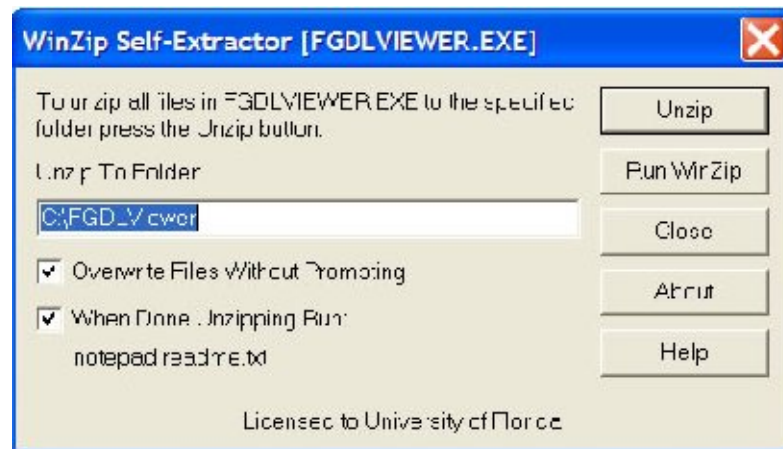 WinZip Self-Extractor [FGDLVIEWER.EXE]
To unzip all files in FGDLVIEWER.EXE to the specified
folder press the Unzip button.
Unzip To Folder
C:\FGDLViewer
Overwrite Files Without Prompting
When Done Unzipping Run:
notepad readme.txt
Unzip
Run WinZip
Close
About
Help
Licensed to University of Florida